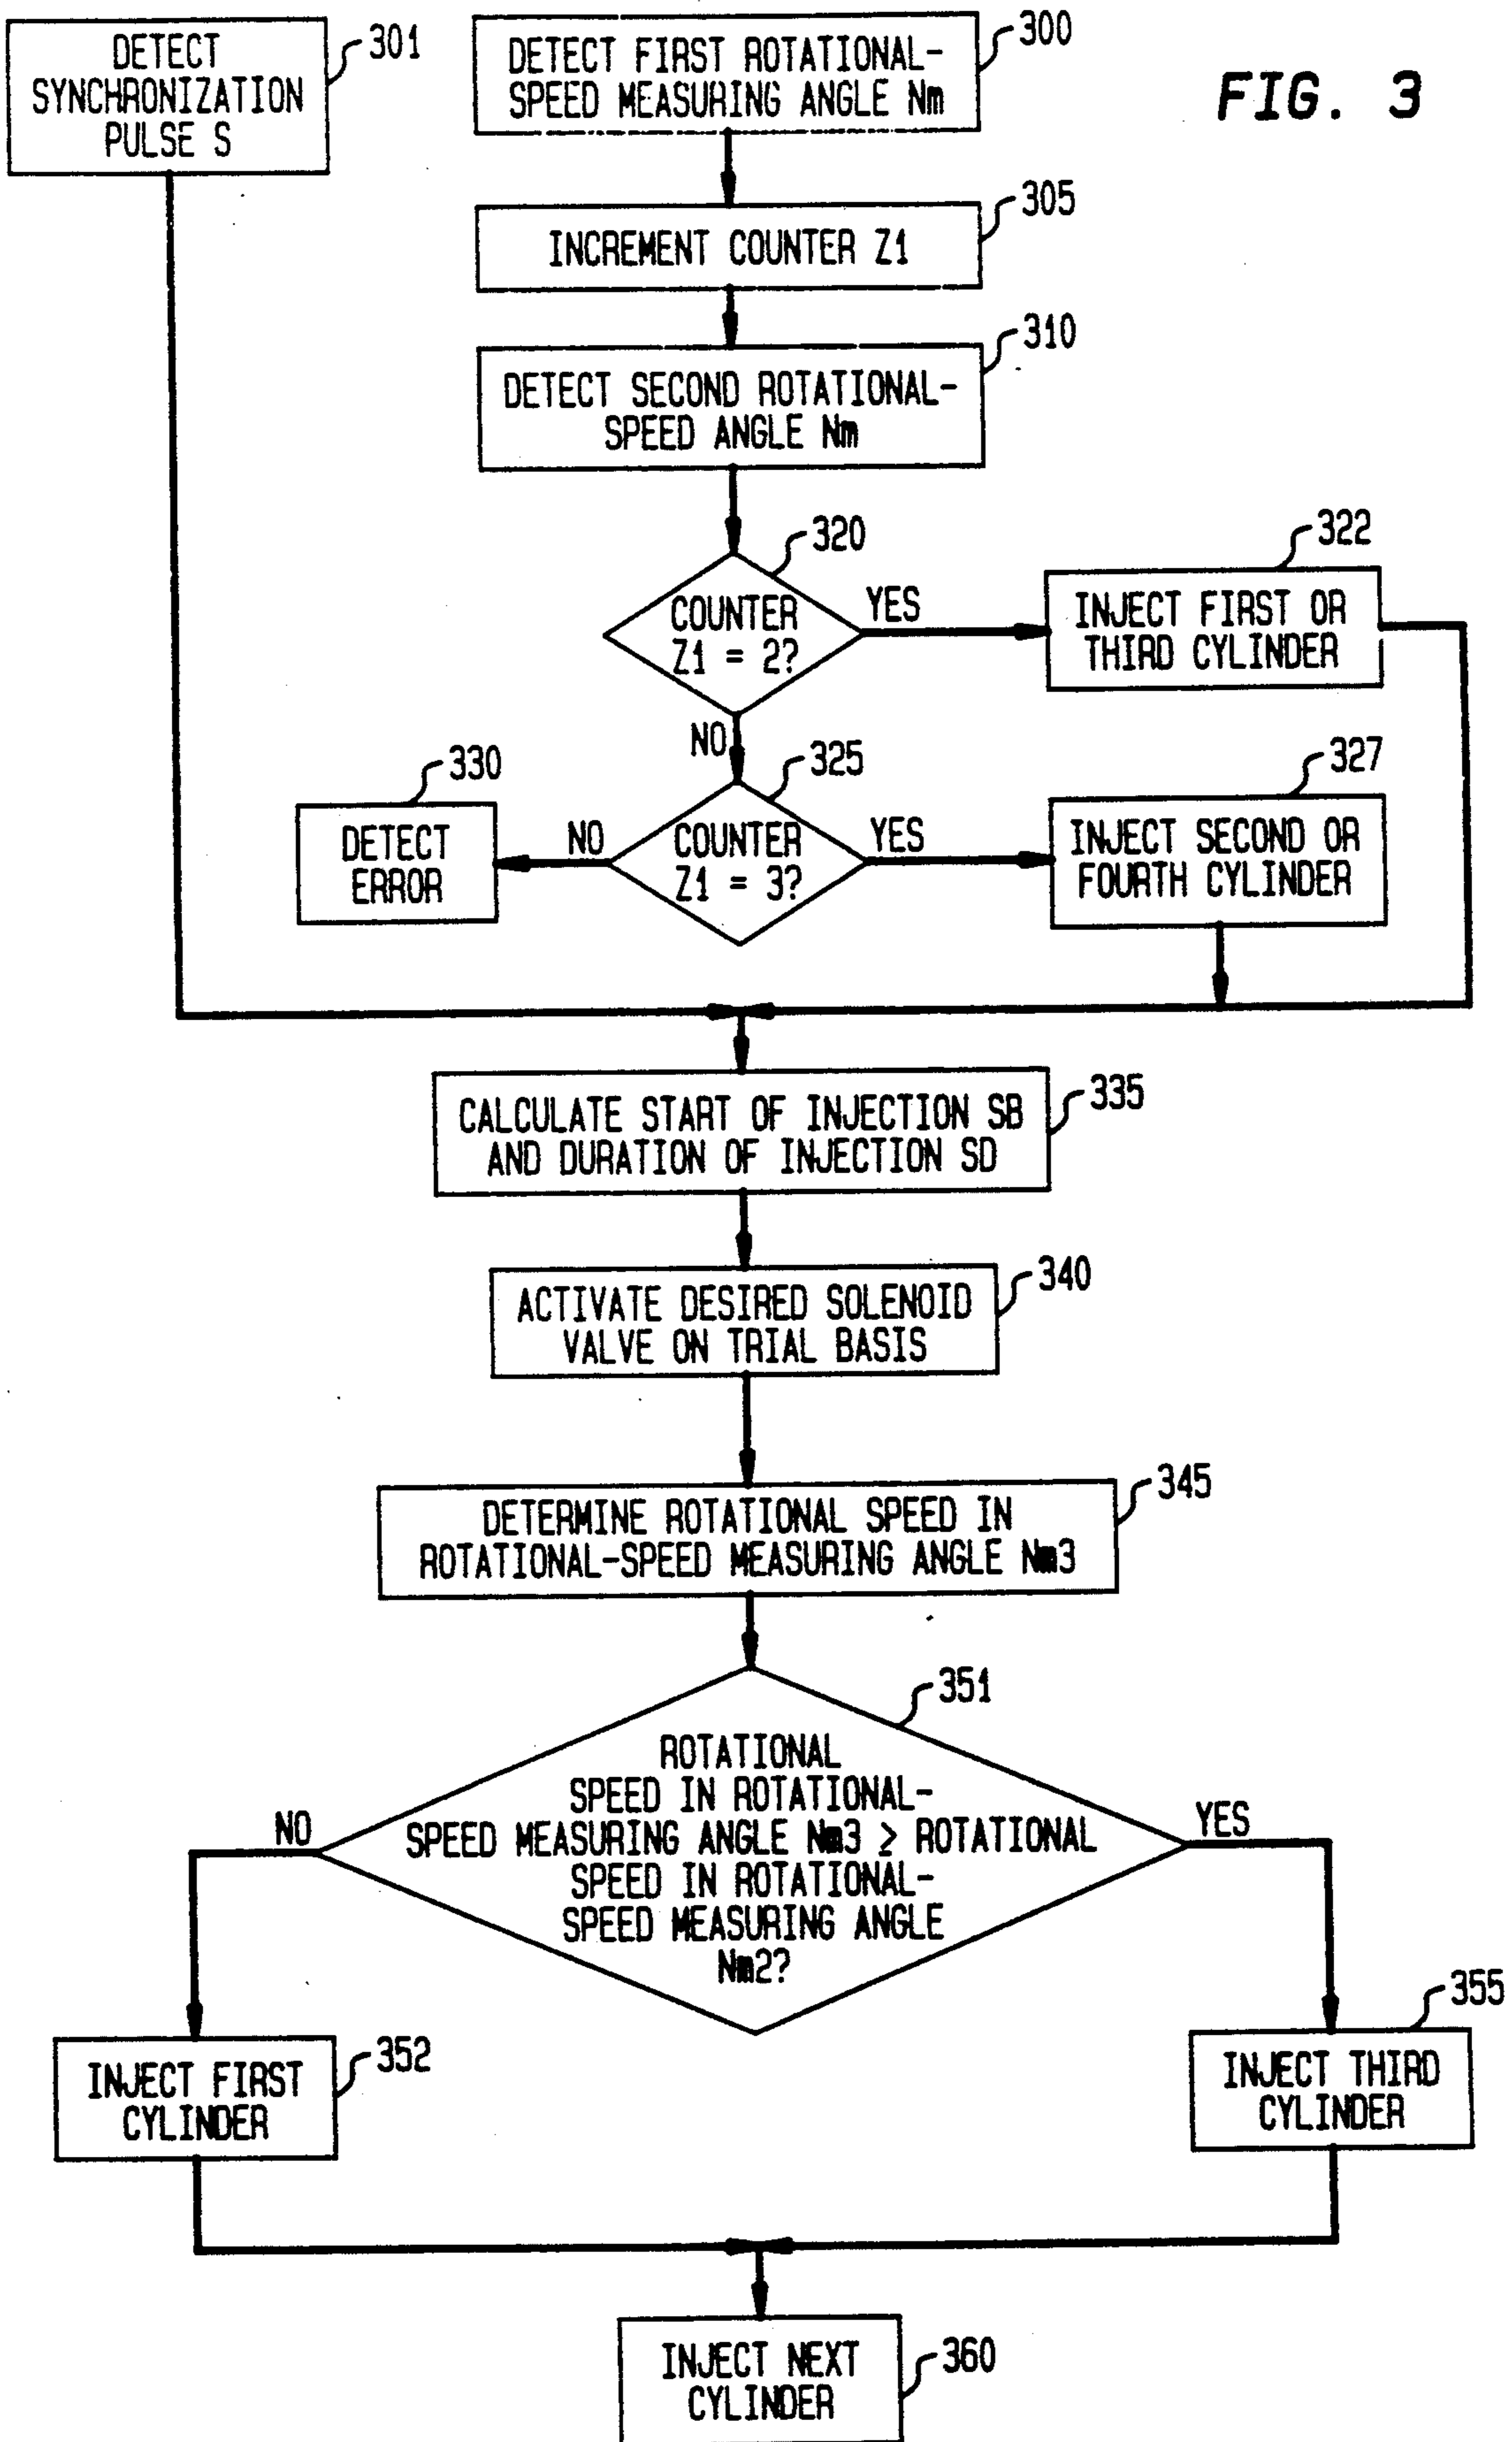 DETECT
SYNCHRONIZATION
PULSE S
301
DETECT FIRST ROTATIONAL-
SPEED MEASURING ANGLE Nm
300
FIG. 3
INCREMENT COUNTER Z1
305
DETECT SECOND ROTATIONAL-
SPEED ANGLE Nm
310
320
COUNTER
Z1 = 2?
YES
322
INJECT FIRST OR
THIRD CYLINDER
NO
325
COUNTER
Z1 = 3?
NO
330
DETECT
ERROR
YES
327
INJECT SECOND OR
FOURTH CYLINDER
CALCULATE START OF INJECTION SB
AND DURATION OF INJECTION SD
335
ACTIVATE DESIRED SOLENOID
VALVE ON TRIAL BASIS
340
DETERMINE ROTATIONAL SPEED IN
ROTATIONAL-SPEED MEASURING ANGLE Nm3
345
351
ROTATIONAL
SPEED IN ROTATIONAL-
SPEED MEASURING ANGLE Nm3 ≥ ROTATIONAL
SPEED IN ROTATIONAL-
SPEED MEASURING ANGLE
Nm2?
NO
YES
INJECT FIRST
CYLINDER
352
INJECT THIRD
CYLINDER
355
INJECT NEXT
CYLINDER
360